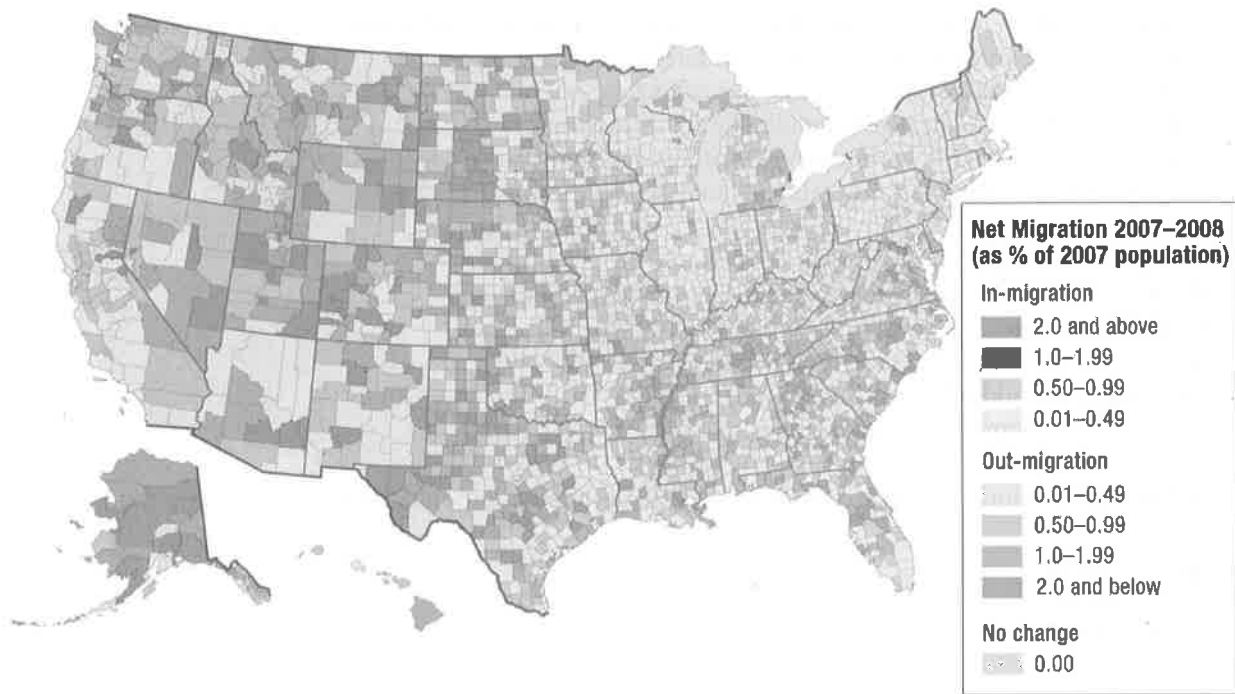 Net Migration 2007–2008
(as % of 2007 population)
In-migration
2.0 and above
1.0–1.99
0.50–0.99
0.01–0.49
Out-migration
0.01–0.49
0.50–0.99
1.0–1.99
2.0 and below
No change
0.00